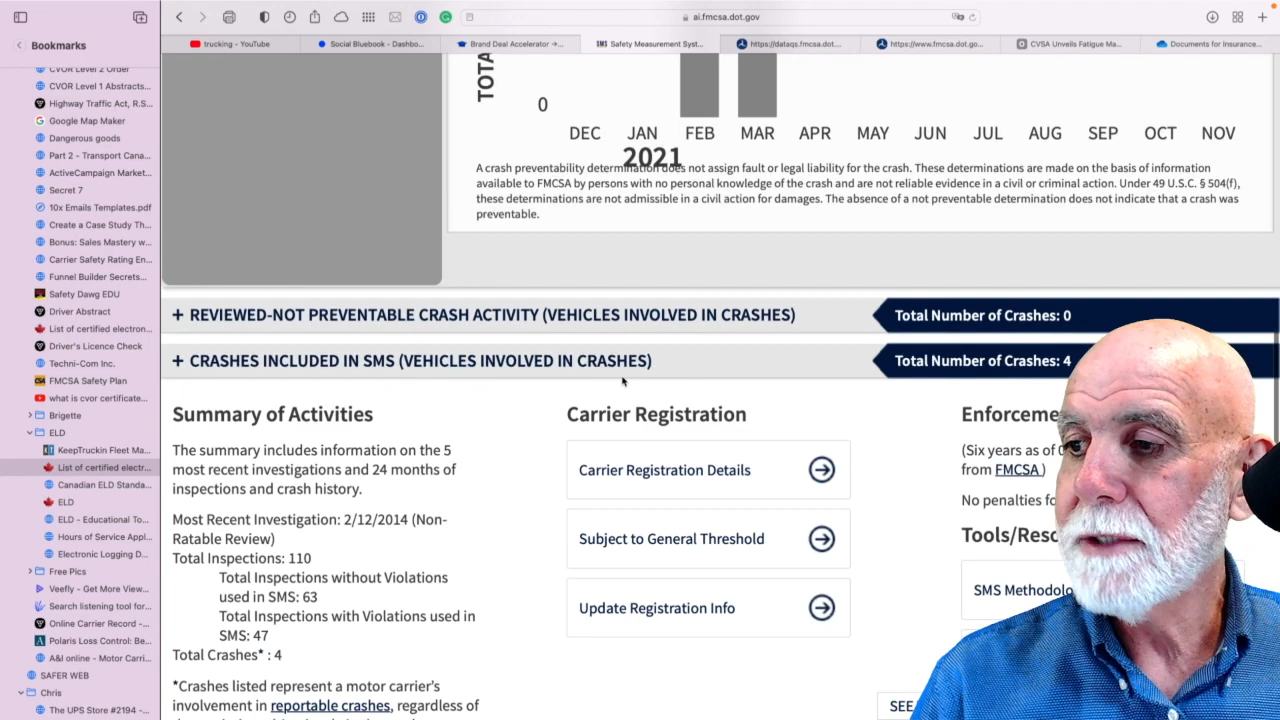 Bookmarks
ai.fmcsa.dot.gov
trucking - YouTube
Social Bluebook - Dashbo...
Brand Deal Accelerator →...
SMS Safety Measurement Syst...
https://dataqs.fmcsa.dot....
https://www.fmcsa.dot.go...
CVSA Unveils Fatigue Ma...
Documents for Insurance...
CVOR Level 2 Order
CVOR Level 1 Abstracts...
Highway Traffic Act, R.S...
Google Map Maker
Dangerous goods
Part 2 - Transport Cana...
ActiveCampaign Market...
Secret 7
10x Emails Templates.pdf
Create a Case Study Th...
Bonus: Sales Mastery w...
Carrier Safety Rating En...
Funnel Builder Secrets...
Safety Dawg EDU
Driver Abstract
List of certified electron...
Driver's Licence Check
Techni-Com Inc.
FMCSA Safety Plan
what is cvor certificate...
Brigette
ELD
KeepTruckin Fleet Ma...
List of certified electr...
Canadian ELD Standa...
ELD
ELD - Educational To...
Hours of Service Appl...
Electronic Logging D...
Free Pics
Veefly - Get More View...
Search listening tool for...
Online Carrier Record -...
Polaris Loss Control: Be...
A&I online - Motor Carri...
SAFER WEB
Chris
The UPS Store #2194 -...
TOTA
0
DEC JAN FEB MAR APR MAY JUN JUL AUG SEP OCT NOV
2021
A crash preventability determination does not assign fault or legal liability for the crash. These determinations are made on the basis of information
available to FMCSA by persons with no personal knowledge of the crash and are not reliable evidence in a civil or criminal action. Under 49 U.S.C. § 504(f),
these determinations are not admissible in a civil action for damages. The absence of a not preventable determination does not indicate that a crash was
preventable.
+ REVIEWED-NOT PREVENTABLE CRASH ACTIVITY (VEHICLES INVOLVED IN CRASHES)
Total Number of Crashes: 0
+ CRASHES INCLUDED IN SMS (VEHICLES INVOLVED IN CRASHES)
Total Number of Crashes: 4
Summary of Activities
The summary includes information on the 5
most recent investigations and 24 months of
inspections and crash history.
Most Recent Investigation: 2/12/2014 (Non-
Ratable Review)
Total Inspections: 110
Total Inspections without Violations
used in SMS: 63
Total Inspections with Violations used in
SMS: 47
Total Crashes* : 4
*Crashes listed represent a motor carrier's
involvement in reportable crashes, regardless of
Carrier Registration
Carrier Registration Details
Subject to General Threshold
Update Registration Info
Enforceme
(Six years as of
from FMCSA )
No penalties fo
Tools/Reso
SMS Methodolo
SEE